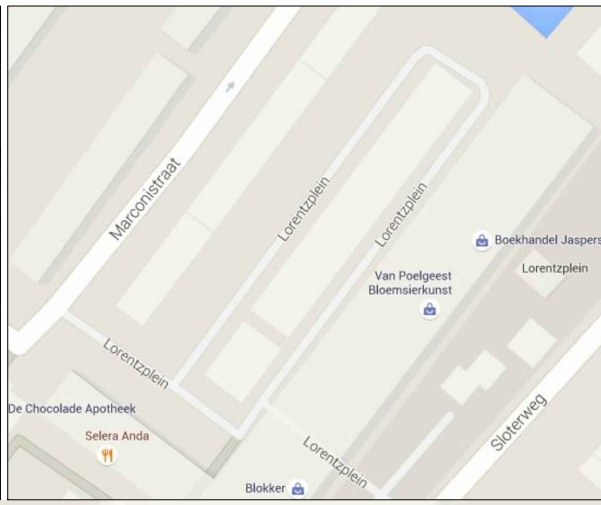 Marconistraat
Lorentzplein
Lorentzplein
Boekhandel Jaspers
Lorentzplein
Van Poelgeest
Bloemsierkunst
Lorentzplein
De Chocolade Apotheek
Selera Anda
Sloterweg
Lorentzplein
Blokker